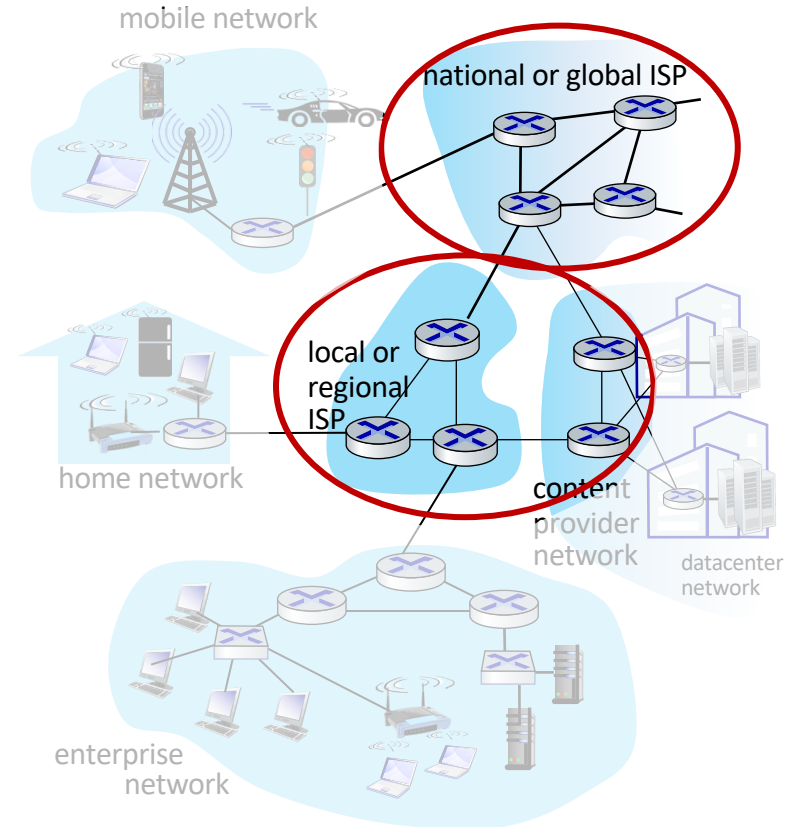 mobile network
national or global ISP
local or
regional
ISP
home network
content
provider
network
datacenter
network
enterprise
network